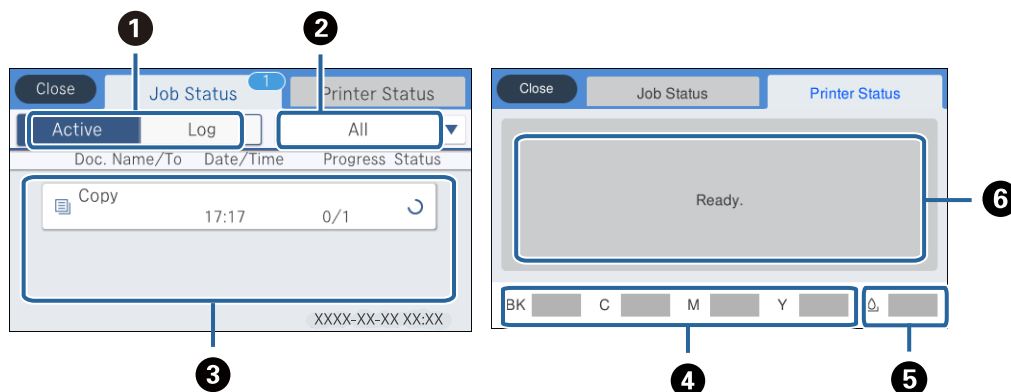 1
2
Close
Job Status
1
Printer Status
Active
Log
All
Doc. Name/To
Date/Time
Progress
Status
Copy
17:17
0/1
XXXX-XX-XX XX:XX
3
Close
Job Status
Printer Status
Ready.
6
BK
C
M
Y
4
5